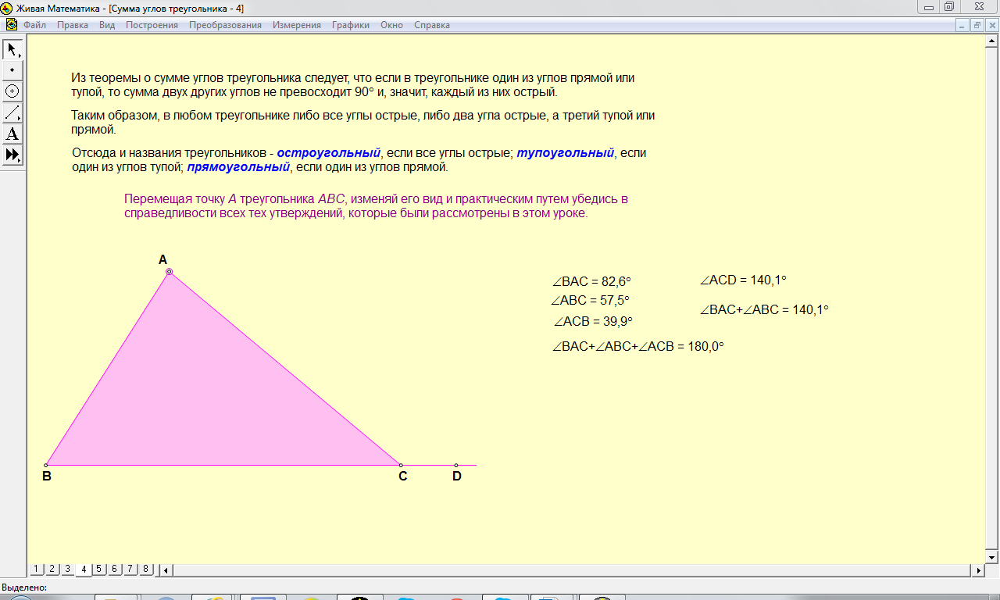 Живая Математика - [Сумма углов треугольника - 4]
Файл Правка Вид Построения Преобразования Измерения Графики Окно Справка
Из теоремы о сумме углов треугольника следует, что если в треугольнике один из углов прямой или
тупой, то сумма двух других углов не превосходит 90° и, значит, каждый из них острый.
Таким образом, в любом треугольнике либо все углы острые, либо два угла острые, а третий тупой или
прямой.
Отсюда и названия треугольников - остроугольный, если все углы острые; тупоугольный, если
один из углов тупой; прямоугольный, если один из углов прямой.
Перемещая точку A треугольника ABC, изменяй его вид и практическим путем убедись в
справедливости всех тех утверждений, которые были рассмотрены в этом уроке.
A
∠BAC = 82,6° ∠ACD = 140,1°
∠ABC = 57,5° ∠BAC+∠ABC = 140,1°
∠ACB = 39,9°
∠BAC+∠ABC+∠ACB = 180,0°
B C D
1 2 3 4 5 6 7 8
Выделено: